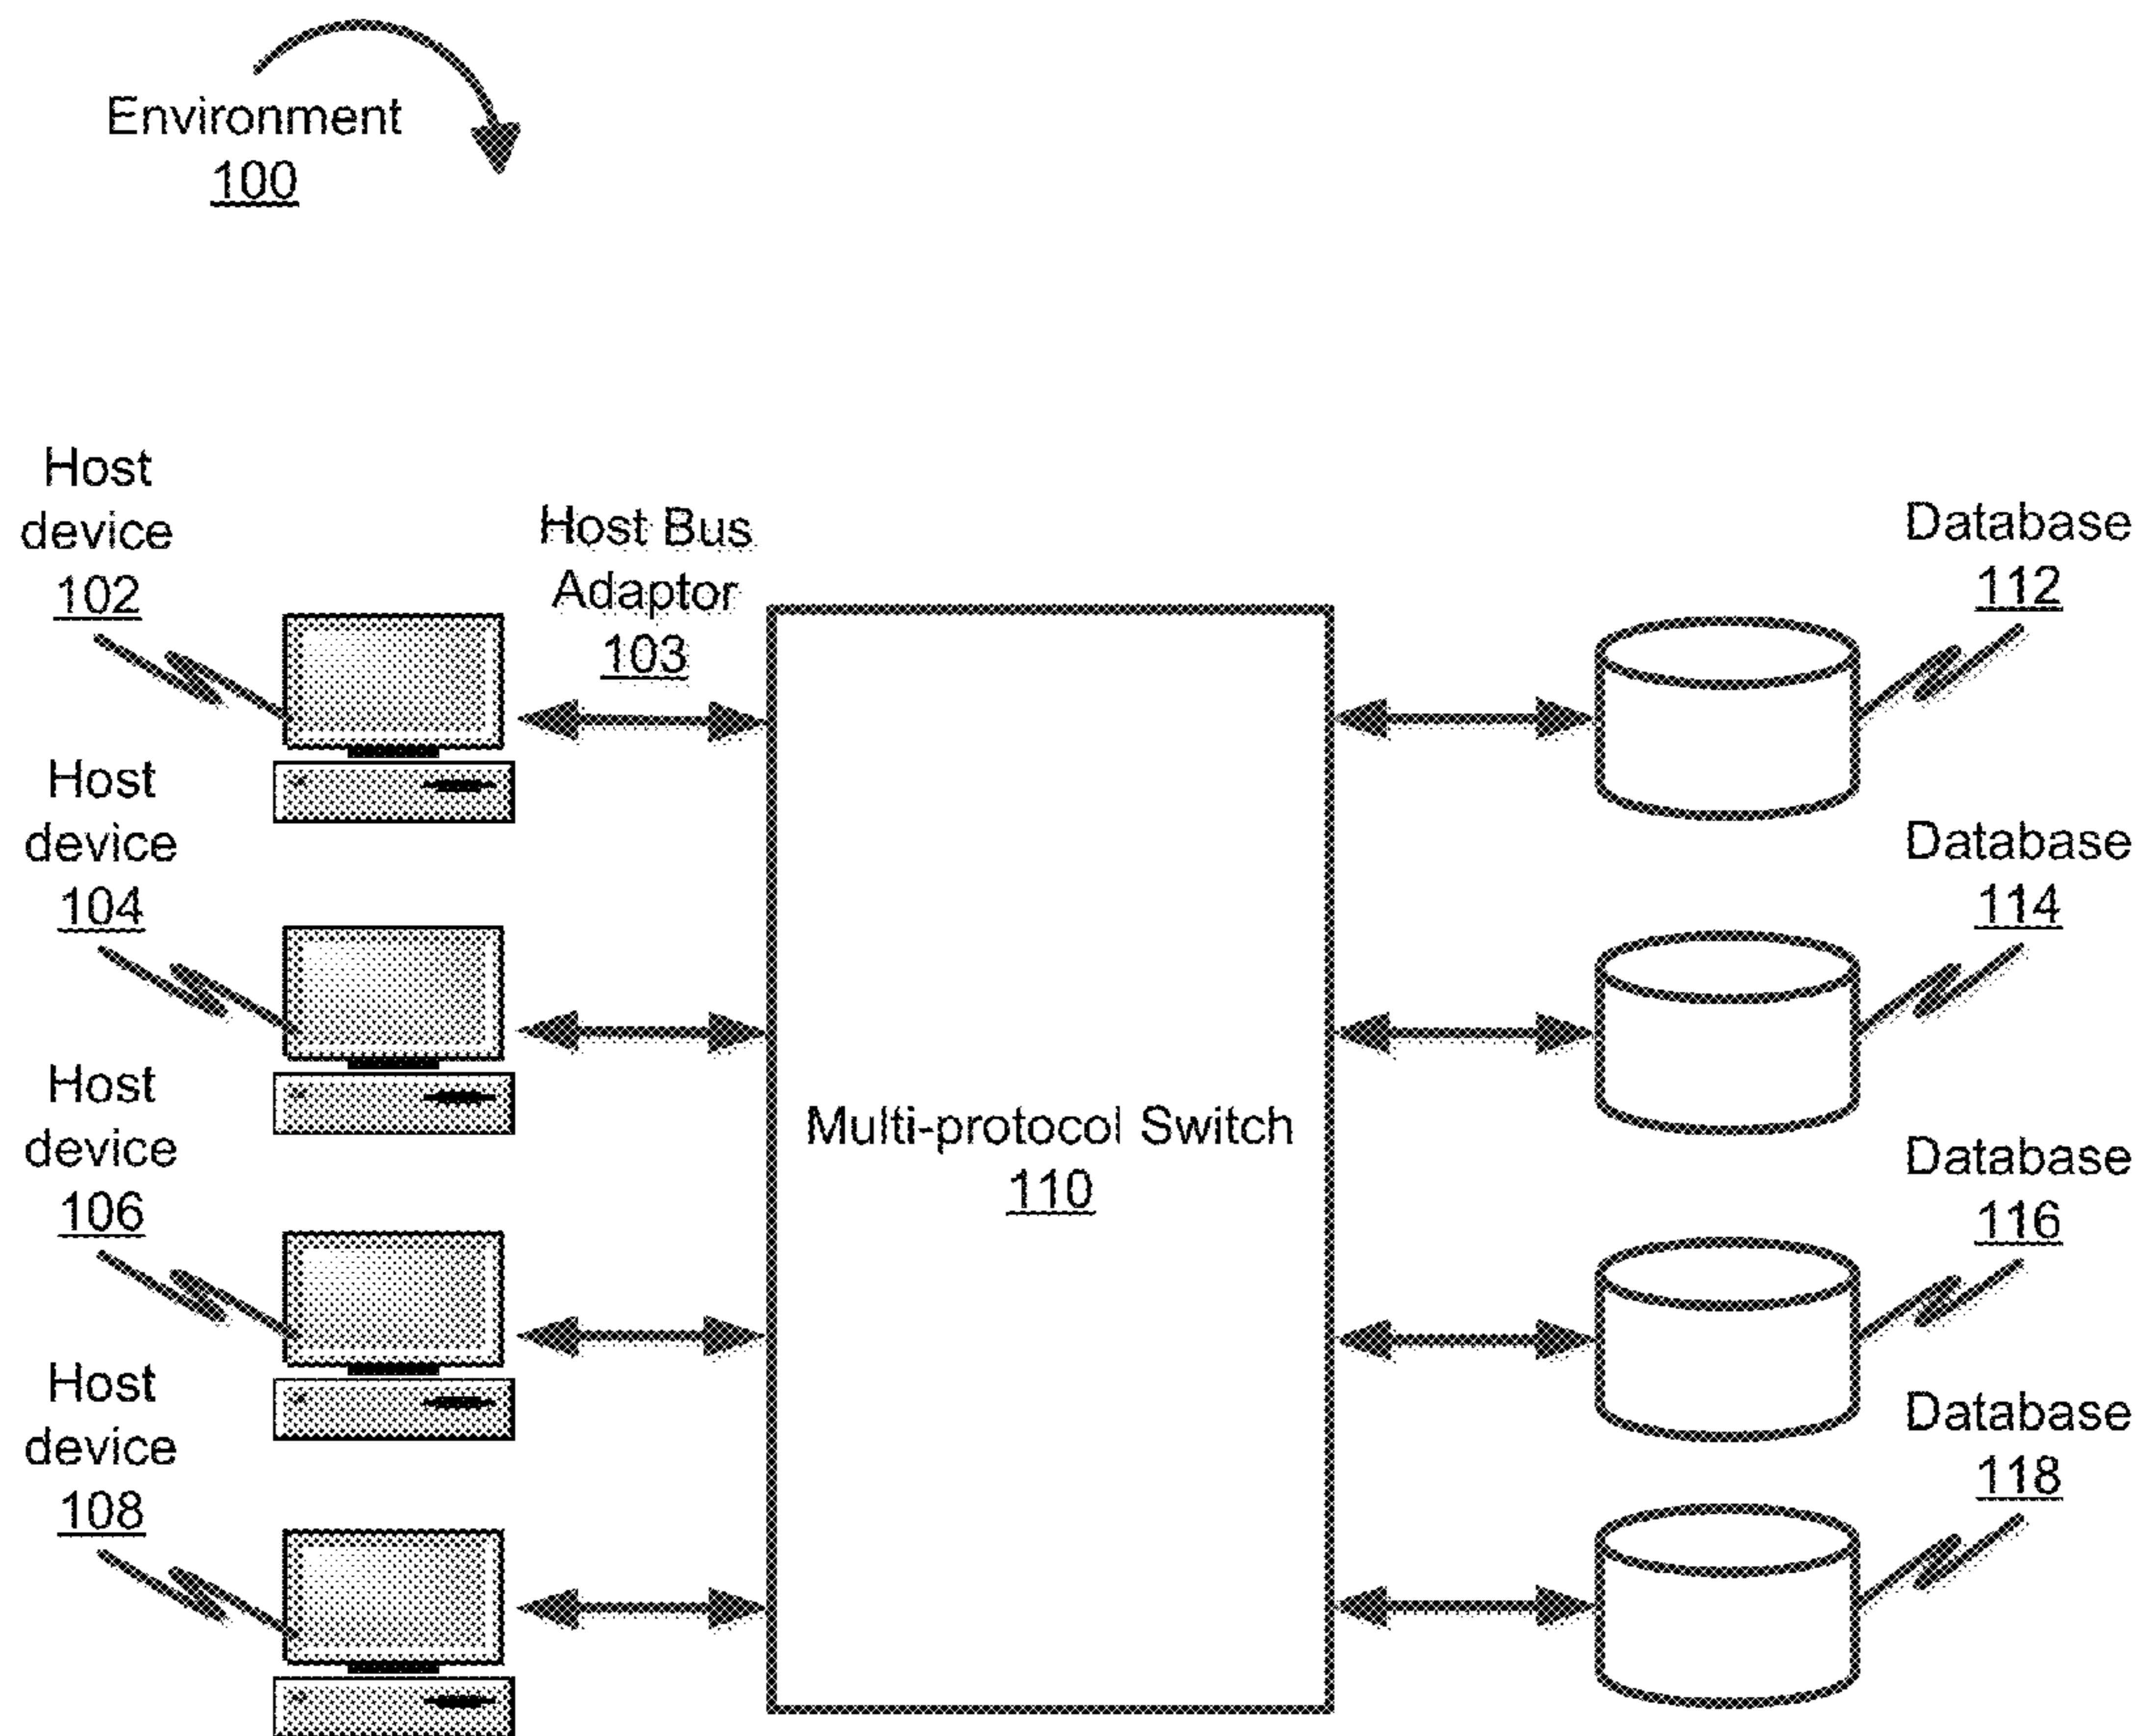 Environment
100
Host
device
102
Host Bus
Adaptor
103
Database
112
Host
device
104
Database
114
Host
device
106
Multi-protocol Switch
110
Database
116
Host
device
108
Database
118